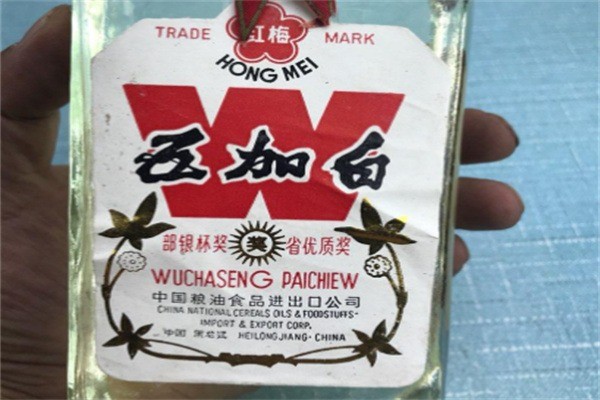 TRADE 红梅 MARK
HONG MEI
W
五加白
部银杯奖 奖 省优质奖
WUCHASENG PAICHIEW
中国粮油食品进出口公司
CHINA NATIONAL CEREALS OILS & FOODSTUFFS
IMPORT & EXPORT CORP.
中国 黑龙江 HEILONGJIANG·CHINA